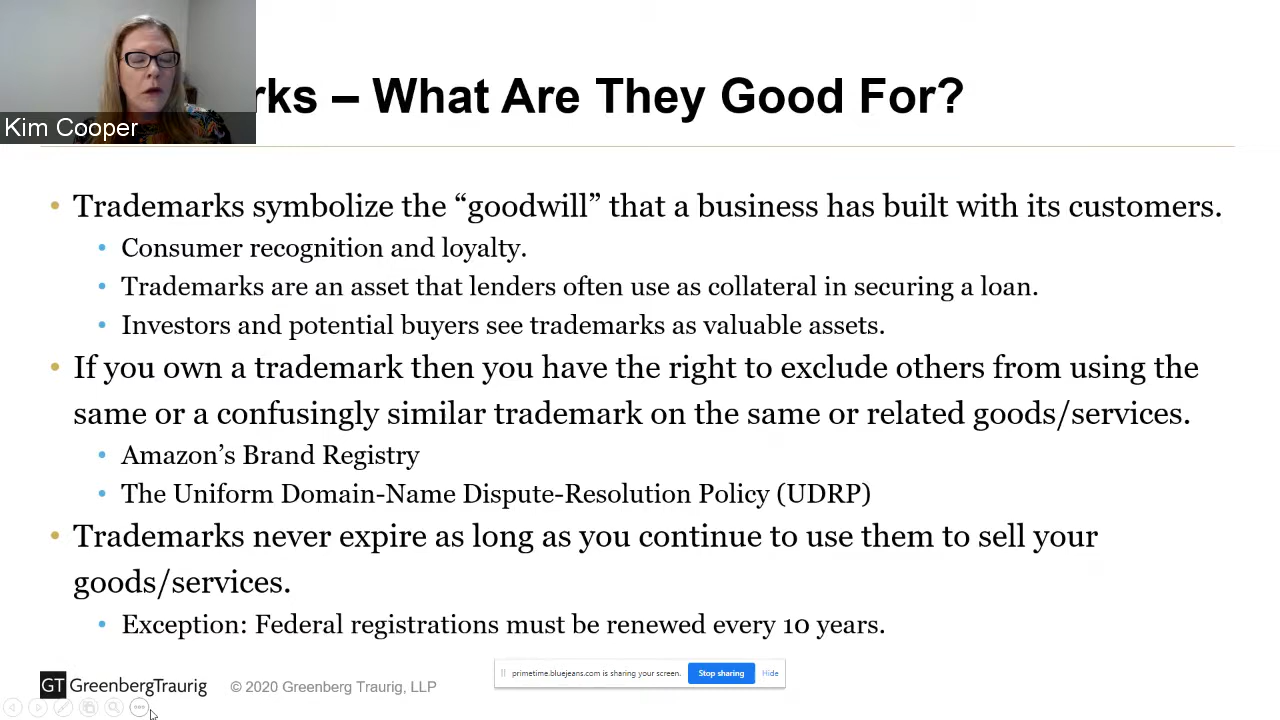 rks – What Are They Good For?
Kim Cooper
• Trademarks symbolize the “goodwill” that a business has built with its customers.
• Consumer recognition and loyalty.
• Trademarks are an asset that lenders often use as collateral in securing a loan.
• Investors and potential buyers see trademarks as valuable assets.
• If you own a trademark then you have the right to exclude others from using the
same or a confusingly similar trademark on the same or related goods/services.
• Amazon’s Brand Registry
• The Uniform Domain-Name Dispute-Resolution Policy (UDRP)
• Trademarks never expire as long as you continue to use them to sell your
goods/services.
• Exception: Federal registrations must be renewed every 10 years.
primetime.bluejeans.com is sharing your screen. Stop sharing Hide
GT GreenbergTraurig © 2020 Greenberg Traurig, LLP